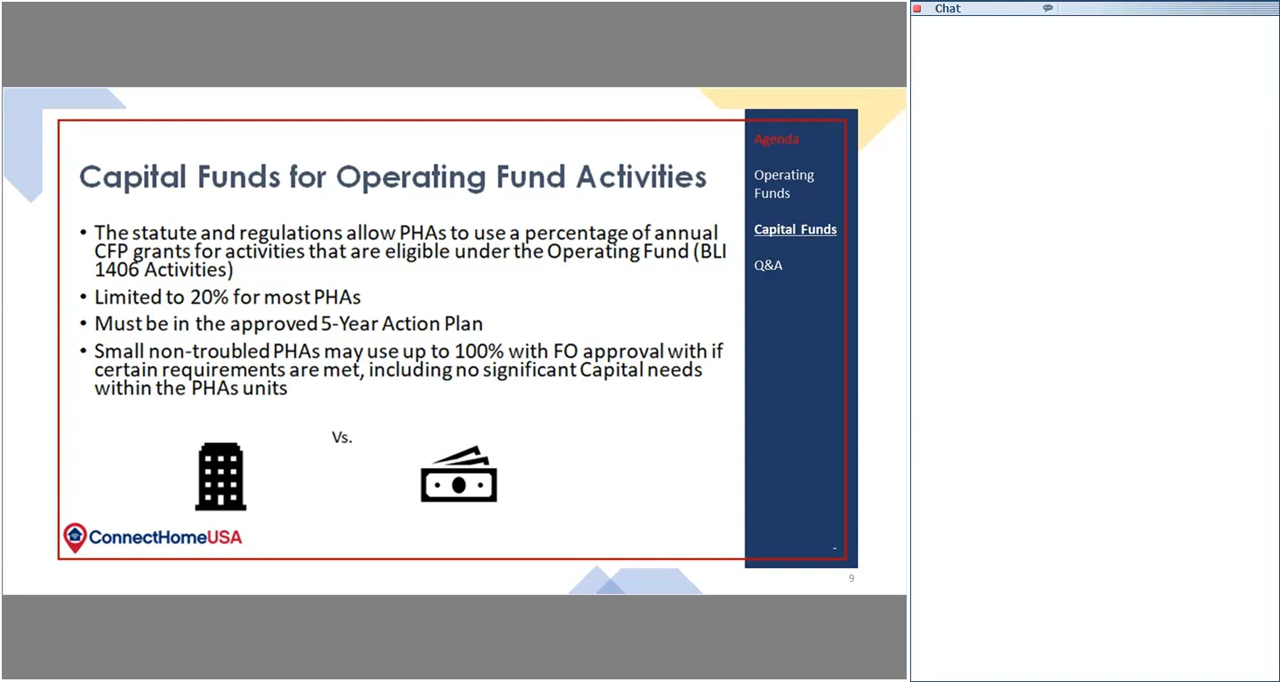 Chat
Capital Funds for Operating Fund Activities
• The statute and regulations allow PHAs to use a percentage of annual
CFP grants for activities that are eligible under the Operating Fund (BLI
1406 Activities)
• Limited to 20% for most PHAs
• Must be in the approved 5-Year Action Plan
• Small non-troubled PHAs may use up to 100% with FO approval with if
certain requirements are met, including no significant Capital needs
within the PHAs units
Vs.
ConnectHomeUSA
Agenda
Operating
Funds
Capital Funds
Q&A
-
9